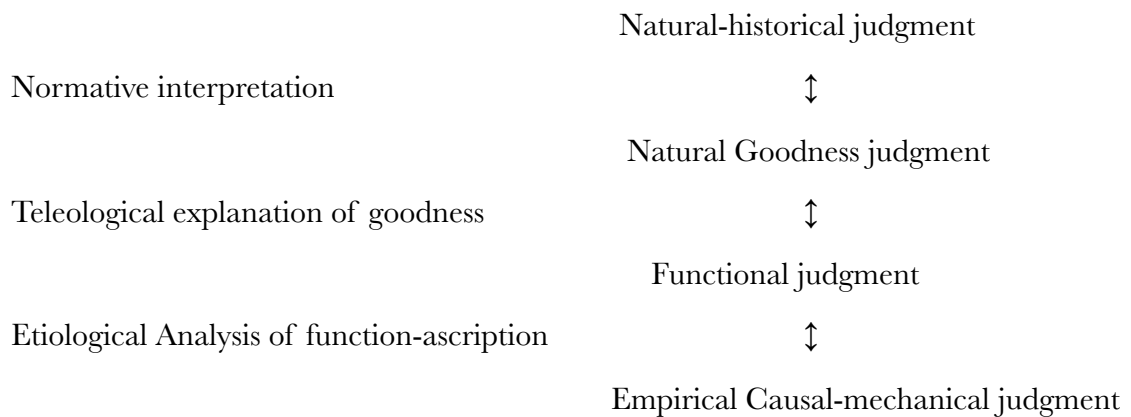 Natural-historical judgment
Normative interpretation ↕
Natural Goodness judgment
Teleological explanation of goodness ↕
Functional judgment
Etiological Analysis of function-ascription ↕
Empirical Causal-mechanical judgment